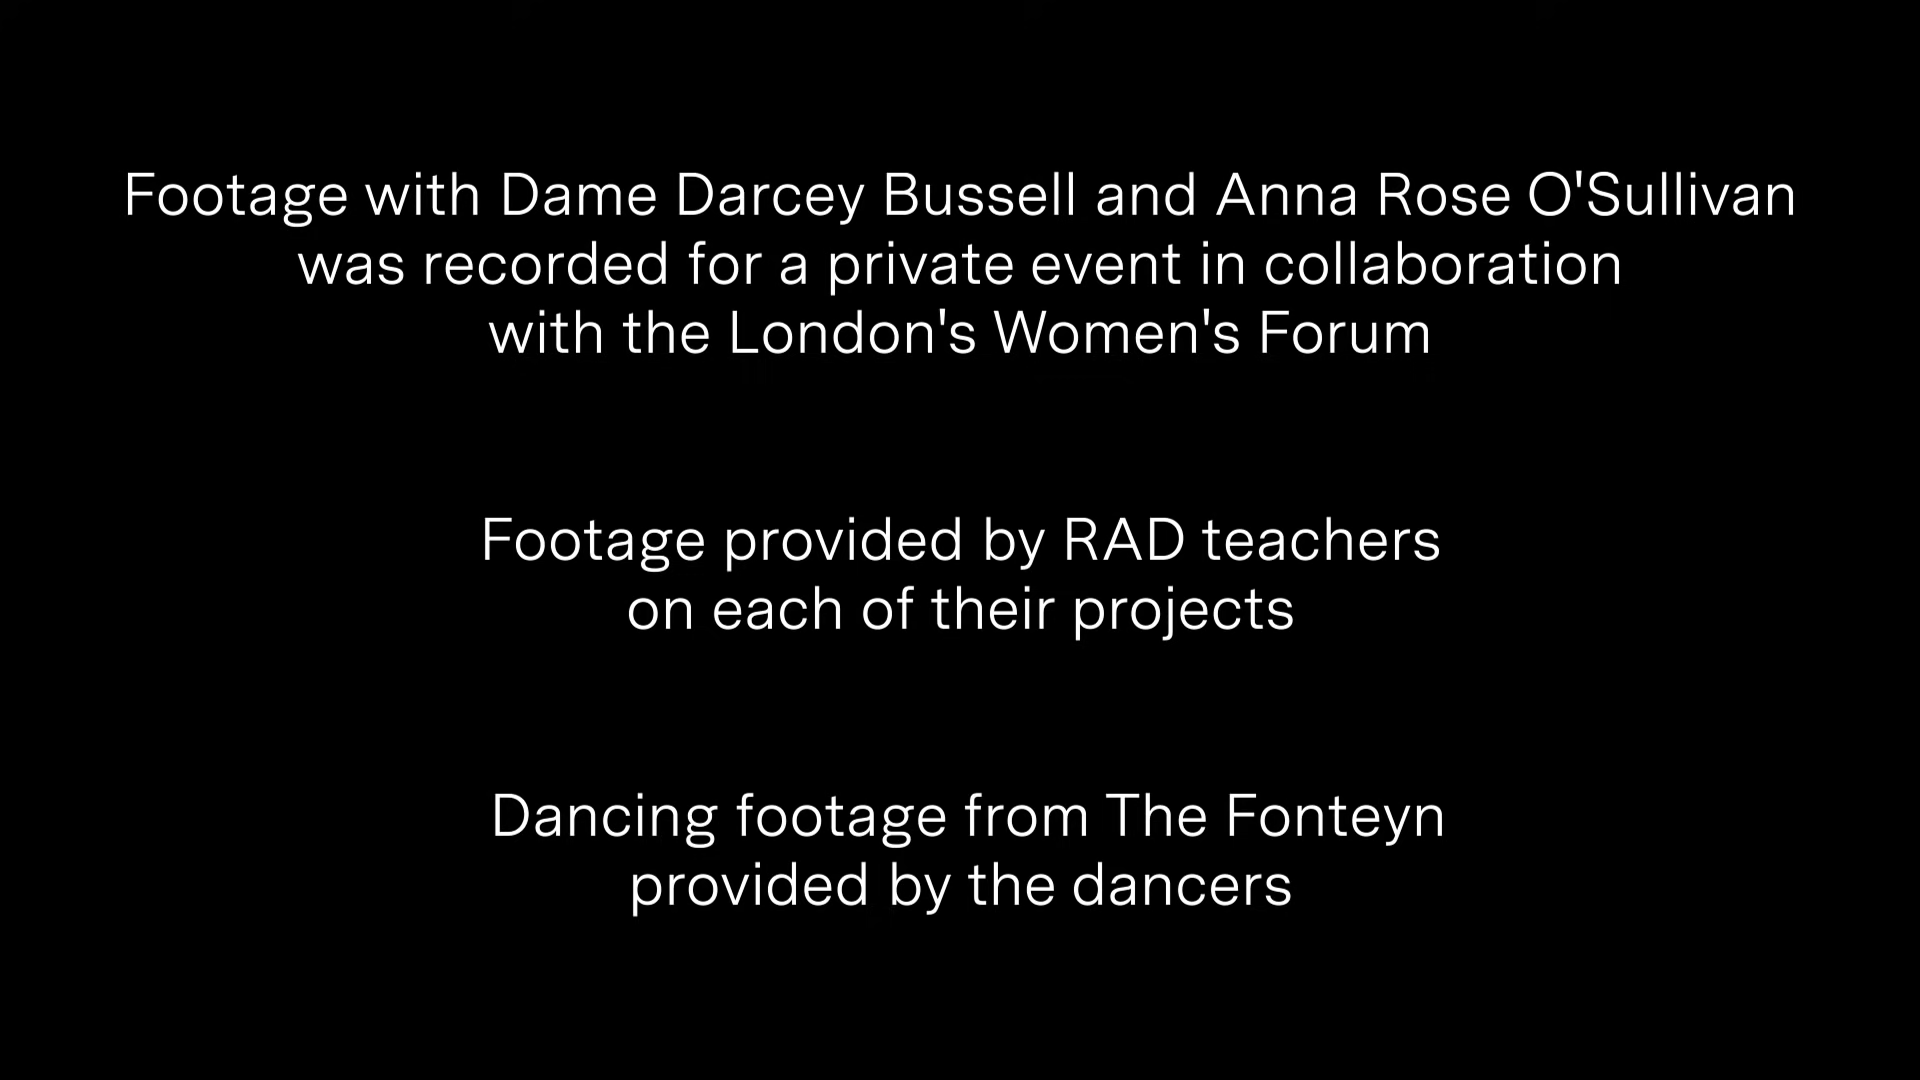 Footage with Dame Darcey Bussell and Anna Rose O'Sullivan
was recorded for a private event in collaboration
with the London's Women's Forum
Footage provided by RAD teachers
on each of their projects
Dancing footage from The Fonteyn
provided by the dancers